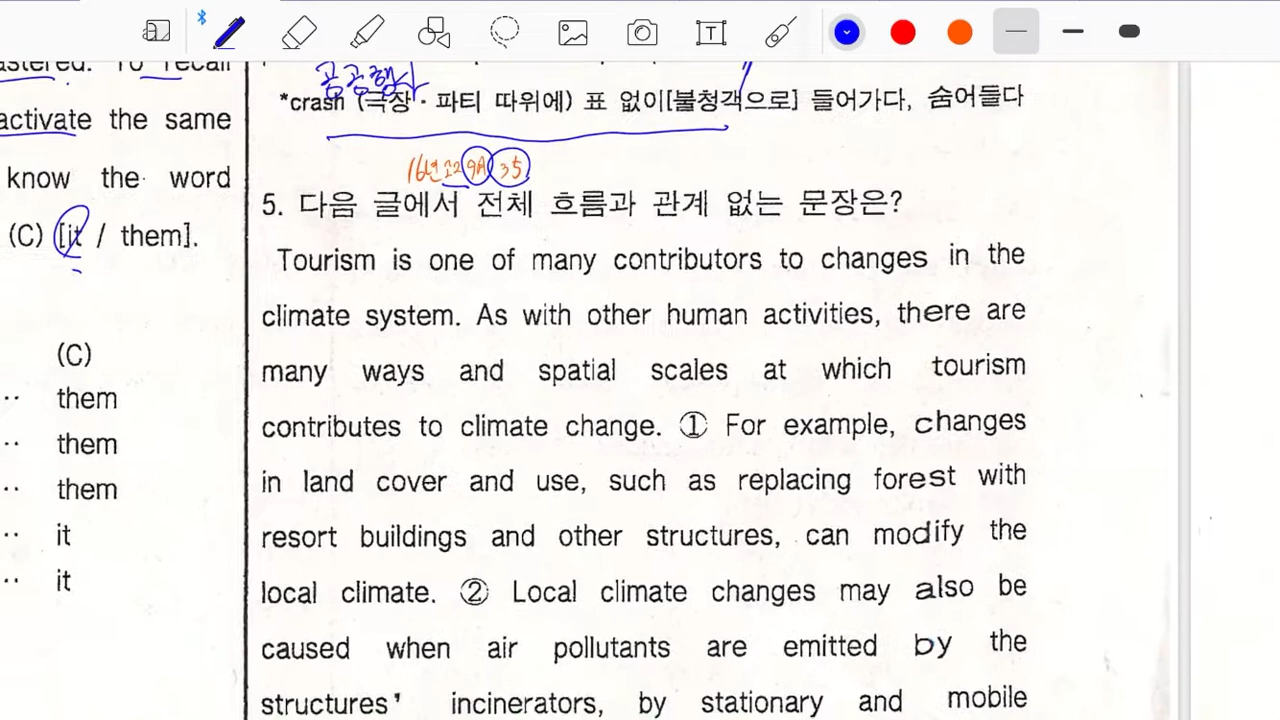 astered. To recall
activate the same
know the word
(C) [it / them].
(C)
them
them
them
it
it
공공행사
*crash (극장 · 파티 따위에) 표 없이[불청객으로] 들어가다, 숨어들다
16년 고2 9월 35
5. 다음 글에서 전체 흐름과 관계 없는 문장은?
Tourism is one of many contributors to changes in the
climate system. As with other human activities, there are
many ways and spatial scales at which tourism
contributes to climate change. ① For example, changes
in land cover and use, such as replacing forest with
resort buildings and other structures, can modify the
local climate. ② Local climate changes may also be
caused when air pollutants are emitted by the
structures' incinerators, by stationary and mobile